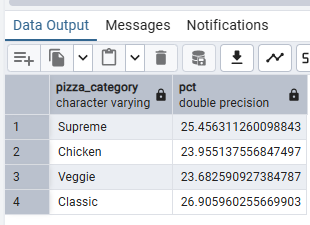 Data Output Messages Notifications
S
pizza_category pct
character varying double precision
1 Supreme 25.456311260098843
2 Chicken 23.955137556847497
3 Veggie 23.682590927384787
4 Classic 26.905960255669903